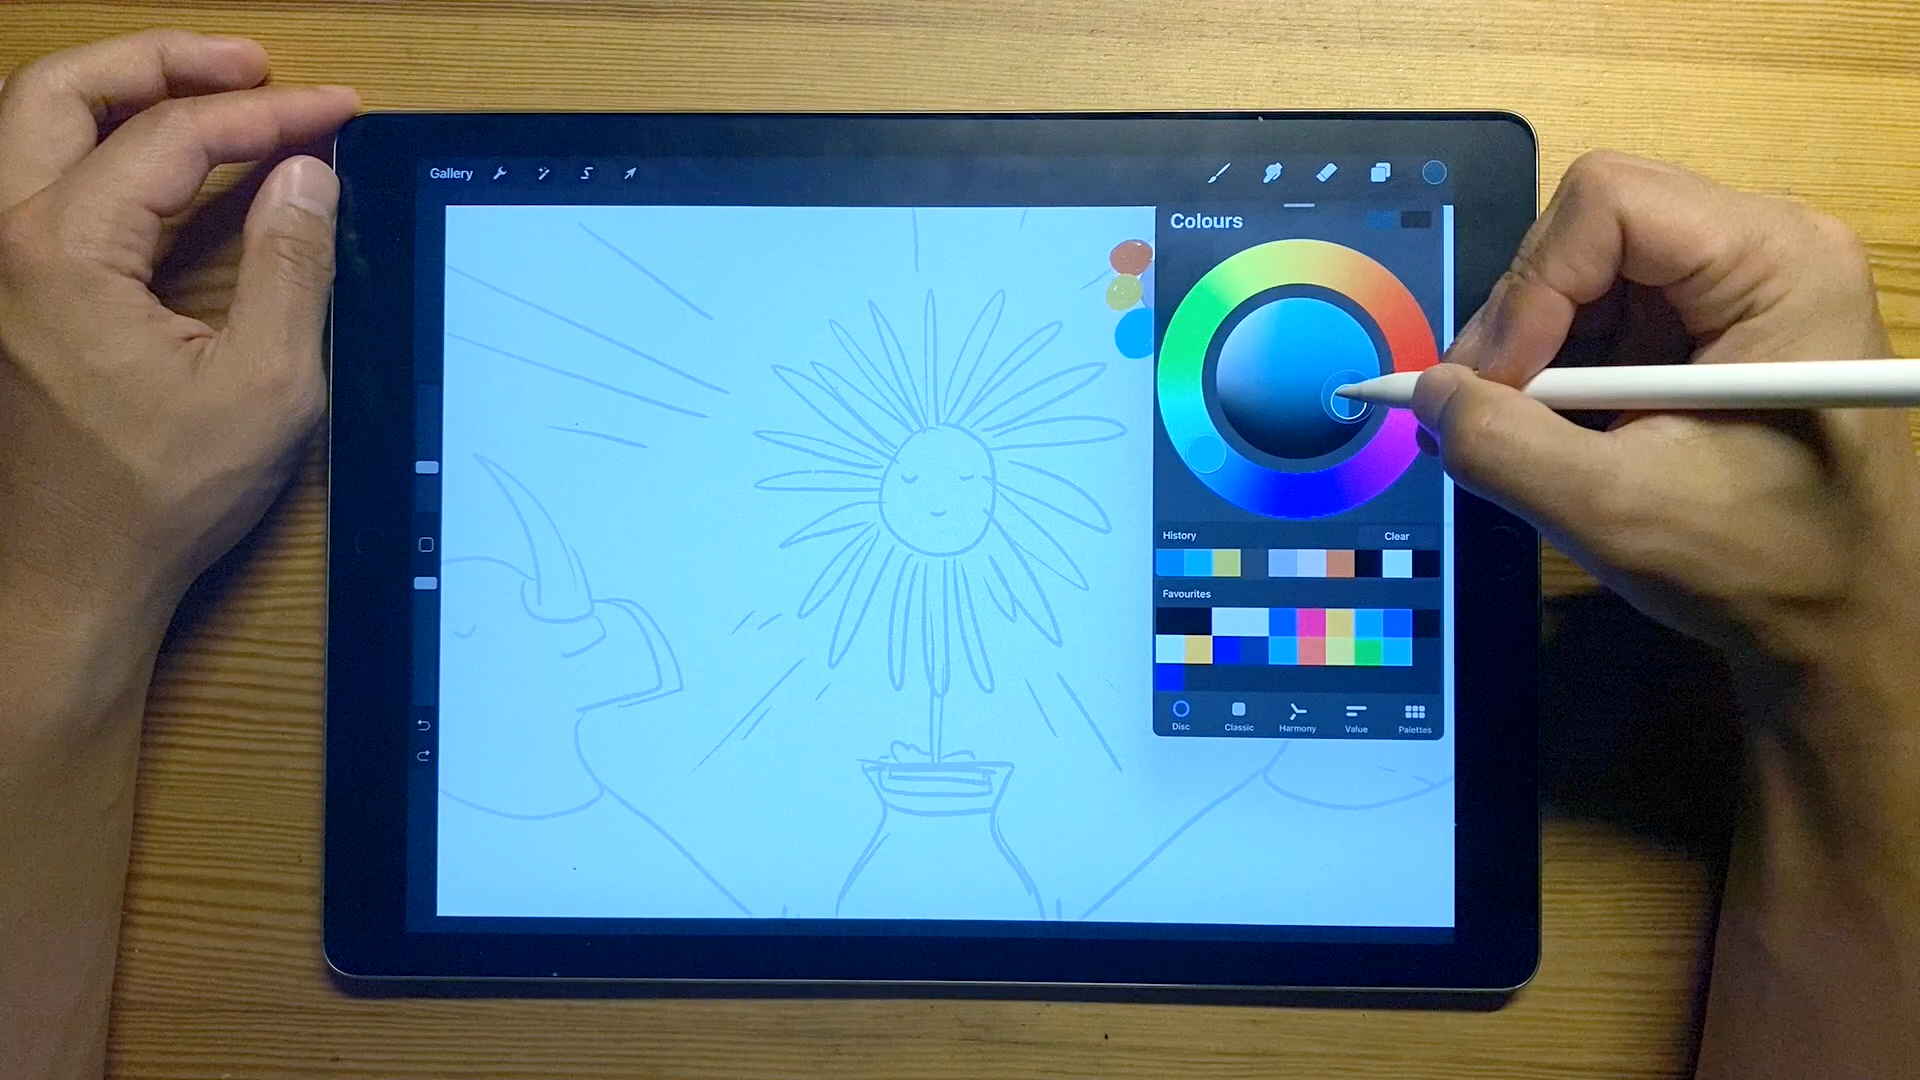 Gallery
Colours
History Clear
Favourites
Disc Classic Harmony Value Palettes